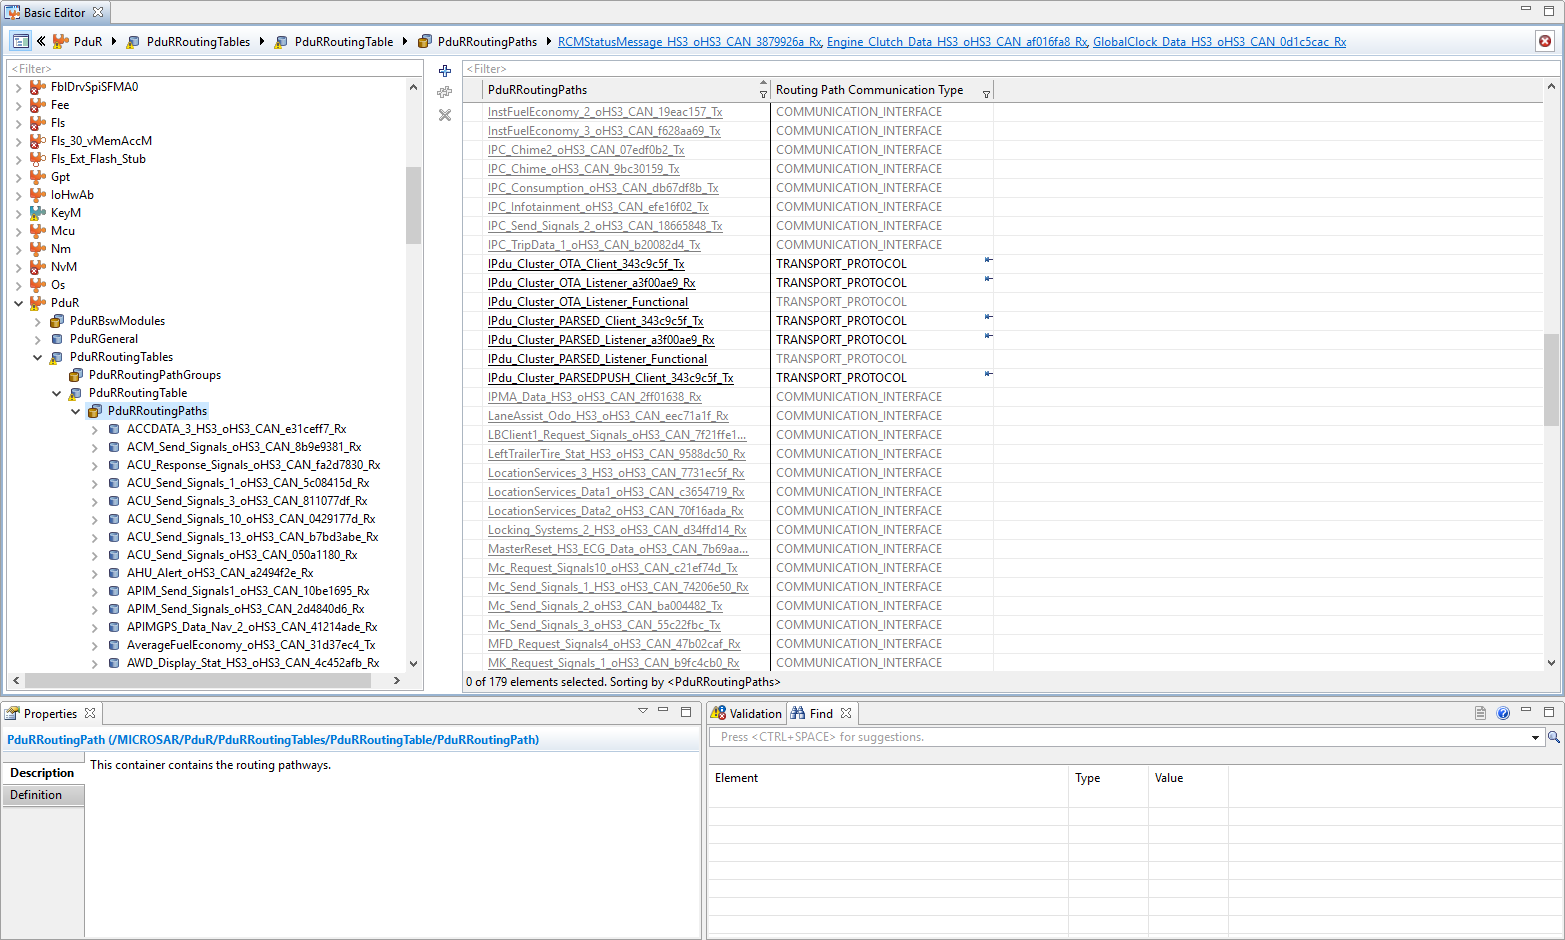 Basic Editor
PduR PduRRoutingTables PduRRoutingTable PduRRoutingPaths RCMStatusMessage_HS3_oHS3_CAN_3879926a_Rx, Engine_Clutch_Data_HS3_oHS3_CAN_af016fa8_Rx, GlobalClock_Data_HS3_oHS3_CAN_0d1c5cac_Rx
<Filter>
FblDrvSpiSFMA0
Fee
Fls
Fls_30_vMemAccM
Fls_Ext_Flash_Stub
Gpt
IoHwAb
KeyM
Mcu
Nm
NvM
Os
PduR
PduRBswModules
PduRGeneral
PduRRoutingTables
PduRRoutingPathGroups
PduRRoutingTable
PduRRoutingPaths
ACCDATA_3_HS3_oHS3_CAN_e31ceff7_Rx
ACM_Send_Signals_oHS3_CAN_8b9e9381_Rx
ACU_Response_Signals_oHS3_CAN_fa2d7830_Rx
ACU_Send_Signals_1_oHS3_CAN_5c08415d_Rx
ACU_Send_Signals_3_oHS3_CAN_811077df_Rx
ACU_Send_Signals_10_oHS3_CAN_0429177d_Rx
ACU_Send_Signals_13_oHS3_CAN_b7bd3abe_Rx
ACU_Send_Signals_oHS3_CAN_050a1180_Rx
AHU_Alert_oHS3_CAN_a2494f2e_Rx
APIM_Send_Signals1_oHS3_CAN_10be1695_Rx
APIM_Send_Signals_oHS3_CAN_2d4840d6_Rx
APIMGPS_Data_Nav_2_oHS3_CAN_41214ade_Rx
AverageFuelEconomy_oHS3_CAN_31d37ec4_Tx
AWD_Display_Stat_HS3_oHS3_CAN_4c452afb_Rx
<Filter>
PduRRoutingPaths Routing Path Communication Type
InstFuelEconomy_2_oHS3_CAN_19eac157_Tx COMMUNICATION_INTERFACE
InstFuelEconomy_3_oHS3_CAN_f628aa69_Tx COMMUNICATION_INTERFACE
IPC_Chime2_oHS3_CAN_07edf0b2_Tx COMMUNICATION_INTERFACE
IPC_Chime_oHS3_CAN_9bc30159_Tx COMMUNICATION_INTERFACE
IPC_Consumption_oHS3_CAN_db67df8b_Tx COMMUNICATION_INTERFACE
IPC_Infotainment_oHS3_CAN_efe16f02_Tx COMMUNICATION_INTERFACE
IPC_Send_Signals_2_oHS3_CAN_18665848_Tx COMMUNICATION_INTERFACE
IPC_TripData_1_oHS3_CAN_b20082d4_Tx COMMUNICATION_INTERFACE
IPdu_Cluster_OTA_Client_343c9c5f_Tx TRANSPORT_PROTOCOL
IPdu_Cluster_OTA_Listener_a3f00ae9_Rx TRANSPORT_PROTOCOL
IPdu_Cluster_OTA_Listener_Functional TRANSPORT_PROTOCOL
IPdu_Cluster_PARSED_Client_343c9c5f_Tx TRANSPORT_PROTOCOL
IPdu_Cluster_PARSED_Listener_a3f00ae9_Rx TRANSPORT_PROTOCOL
IPdu_Cluster_PARSED_Listener_Functional TRANSPORT_PROTOCOL
IPdu_Cluster_PARSEDPUSH_Client_343c9c5f_Tx TRANSPORT_PROTOCOL
IPMA_Data_HS3_oHS3_CAN_2ff01638_Rx COMMUNICATION_INTERFACE
LaneAssist_Odo_HS3_oHS3_CAN_eec71a1f_Rx COMMUNICATION_INTERFACE
LBClient1_Request_Signals_oHS3_CAN_7f21ffe1... COMMUNICATION_INTERFACE
LeftTrailerTire_Stat_HS3_oHS3_CAN_9588dc50_Rx COMMUNICATION_INTERFACE
LocationServices_3_HS3_oHS3_CAN_7731ec5f_Rx COMMUNICATION_INTERFACE
LocationServices_Data1_oHS3_CAN_c3654719_Rx COMMUNICATION_INTERFACE
LocationServices_Data2_oHS3_CAN_70f16ada_Rx COMMUNICATION_INTERFACE
Locking_Systems_2_HS3_oHS3_CAN_d34ffd14_Rx COMMUNICATION_INTERFACE
MasterReset_HS3_ECG_Data_oHS3_CAN_7b69aa... COMMUNICATION_INTERFACE
Mc_Request_Signals10_oHS3_CAN_c21ef74d_Tx COMMUNICATION_INTERFACE
Mc_Send_Signals_1_HS3_oHS3_CAN_74206e50_Rx COMMUNICATION_INTERFACE
Mc_Send_Signals_2_oHS3_CAN_ba004482_Tx COMMUNICATION_INTERFACE
Mc_Send_Signals_3_oHS3_CAN_55c22fbc_Tx COMMUNICATION_INTERFACE
MFD_Request_Signals4_oHS3_CAN_47b02caf_Rx COMMUNICATION_INTERFACE
MK_Request_Signals_1_oHS3_CAN_b9fc4cb0_Rx COMMUNICATION_INTERFACE
0 of 179 elements selected. Sorting by <PduRRoutingPaths>
Properties
PduRRoutingPath (/MICROSAR/PduR/PduRRoutingTables/PduRRoutingTable/PduRRoutingPath)
Description
Definition
This container contains the routing pathways.
Validation Find
Press <CTRL+SPACE> for suggestions.
Element Type Value